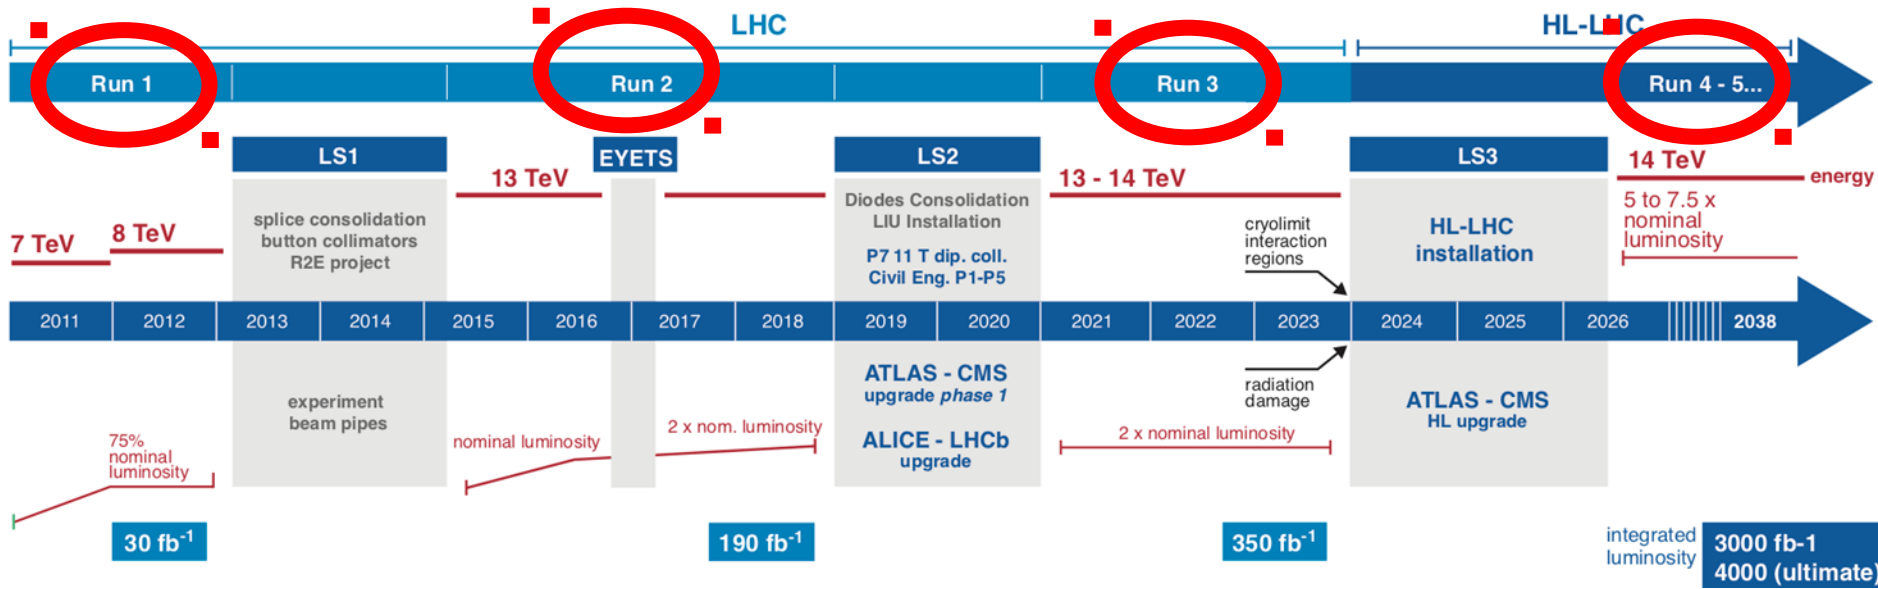 LHC
HL-LHC
Run 1
Run 2
Run 3
Run 4 - 5...
LS1
EYETS
LS2
LS3
14 TeV
energy
13 TeV
13 - 14 TeV
7 TeV
8 TeV
splice consolidation
button collimators
R2E project
Diodes Consolidation
LIU Installation
P7 11 T dip. coll.
Civil Eng. P1-P5
cryolimit
interaction
regions
HL-LHC
installation
5 to 7.5 x
nominal
luminosity
2011
2012
2013
2014
2015
2016
2017
2018
2019
2020
2021
2022
2023
2024
2025
2026
2038
75%
nominal
luminosity
experiment
beam pipes
nominal luminosity
2 x nom. luminosity
ATLAS - CMS
upgrade phase 1
ALICE - LHCb
upgrade
radiation
damage
2 x nominal luminosity
ATLAS - CMS
HL upgrade
30 fb-1
190 fb-1
350 fb-1
integrated
luminosity
3000 fb-1
4000 (ultimate)